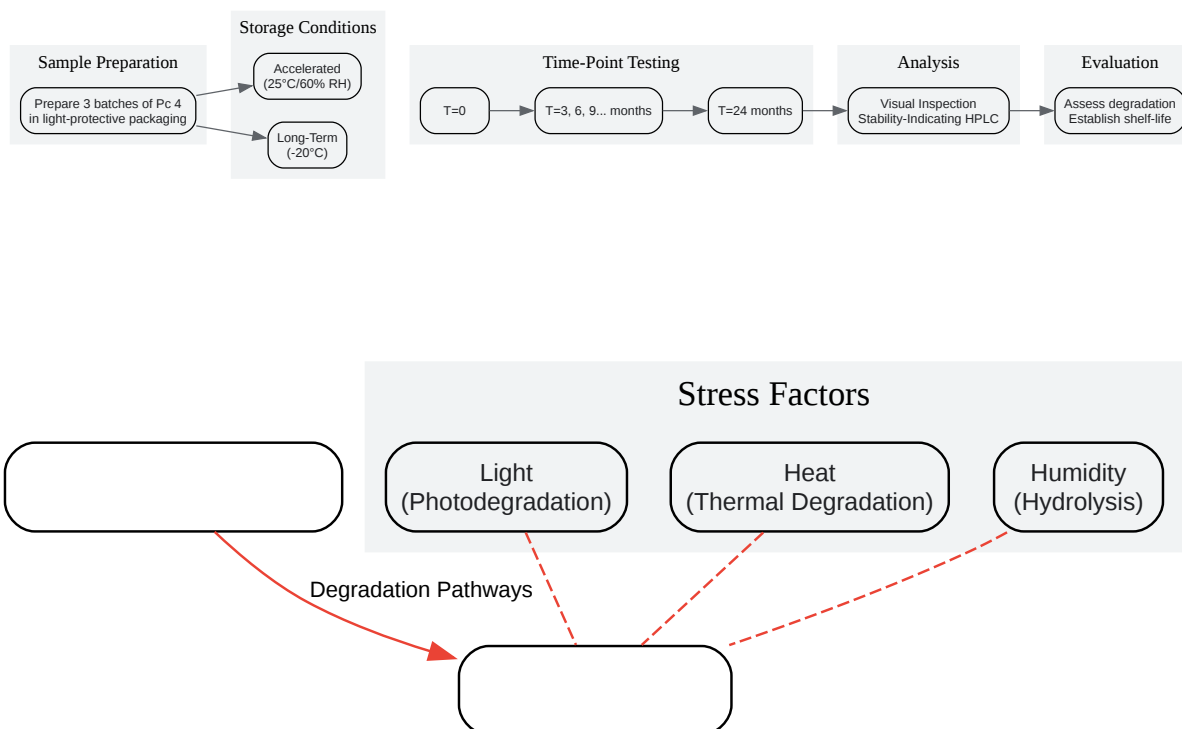 Storage Conditions
Sample Preparation
Time-Point Testing
Analysis
Evaluation
Accelerated
(25°C/60% RH)
Prepare 3 batches of Pc 4
in light-protective packaging
T=0
T=3, 6, 9... months
T=24 months
Visual Inspection
Stability-Indicating HPLC
Assess degradation
Establish shelf-life
Long-Term
(-20°C)
Stress Factors
Light
(Photodegradation)
Heat
(Thermal Degradation)
Humidity
(Hydrolysis)
Degradation Pathways